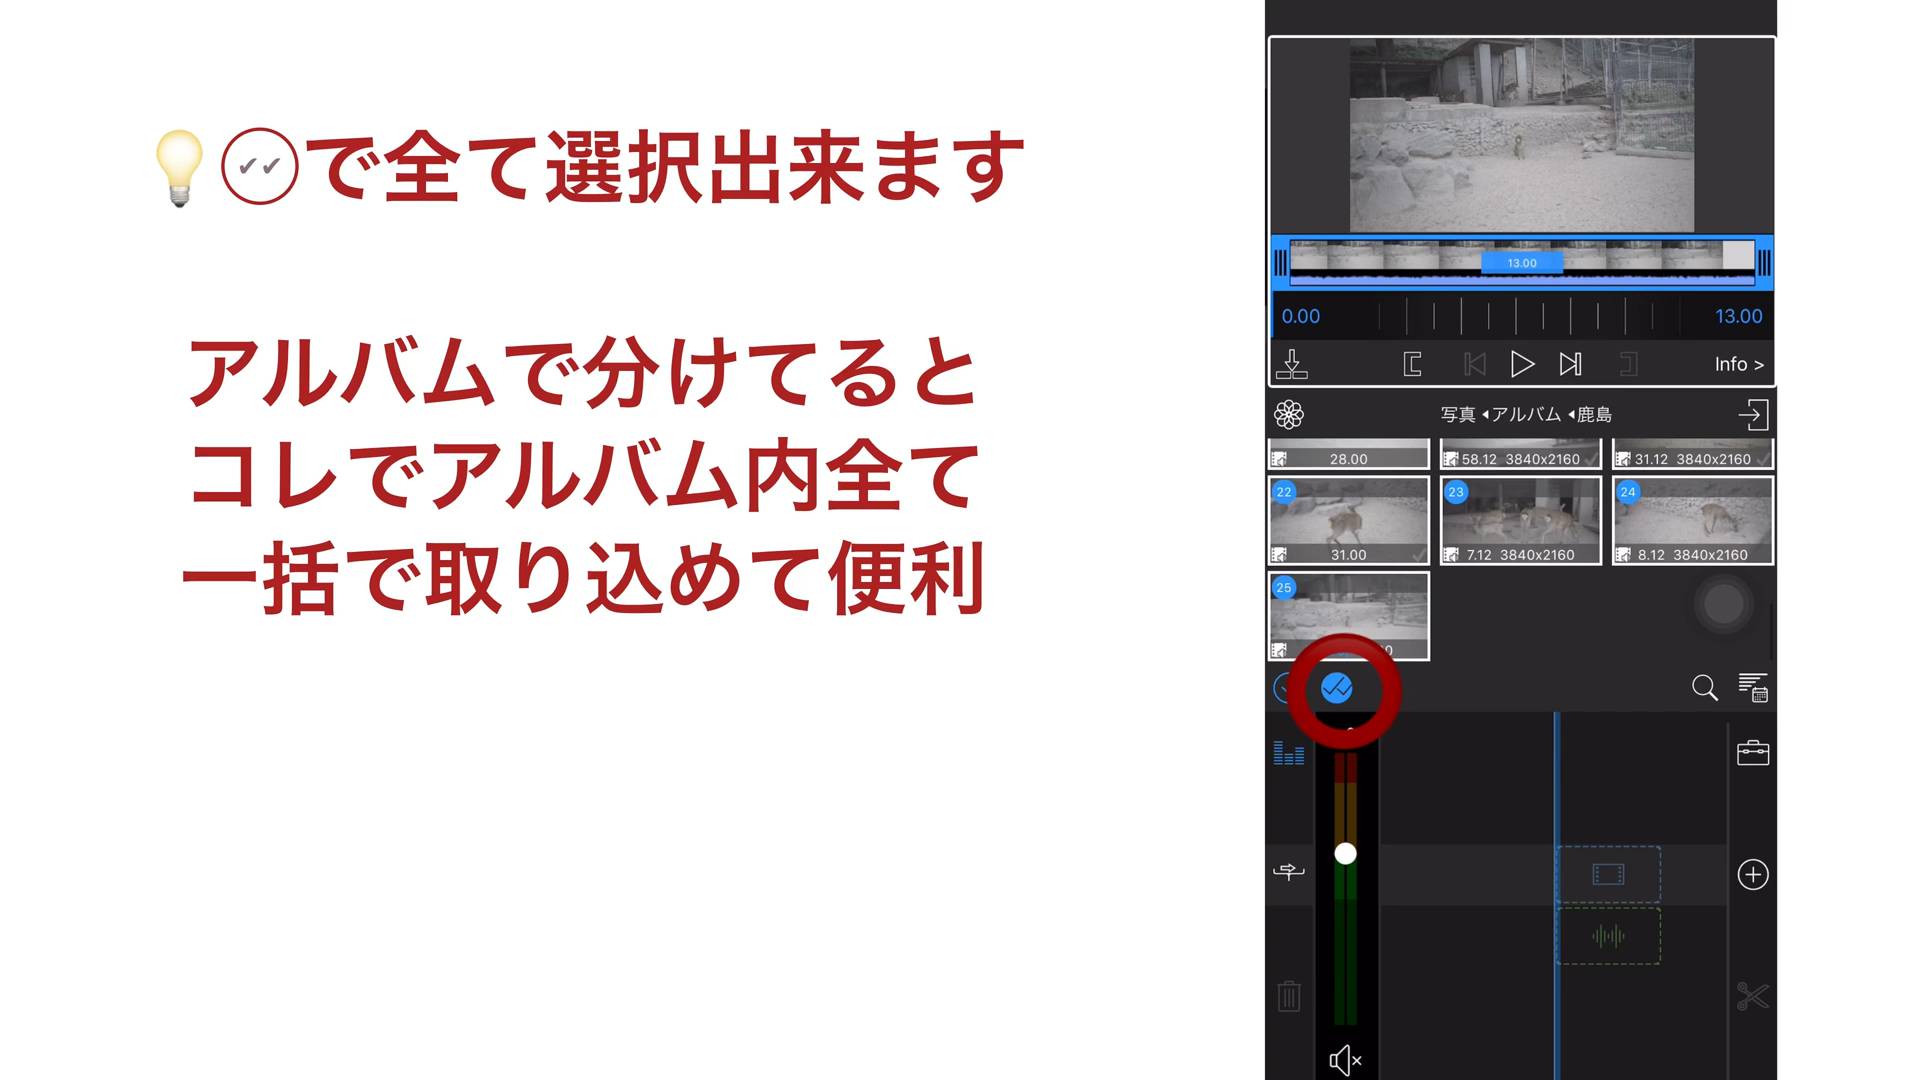 💡✔✔で全て選択出来ます
アルバムで分けてると
コレでアルバム内全て
一括で取り込めて便利
13.00
0.00
13.00
Info >
写真 ◂アルバム ◂鹿島
28.00
58.12 3840x2160
31.12 3840x2160
22
31.00
23
7.12 3840x2160
24
8.12 3840x2160
25